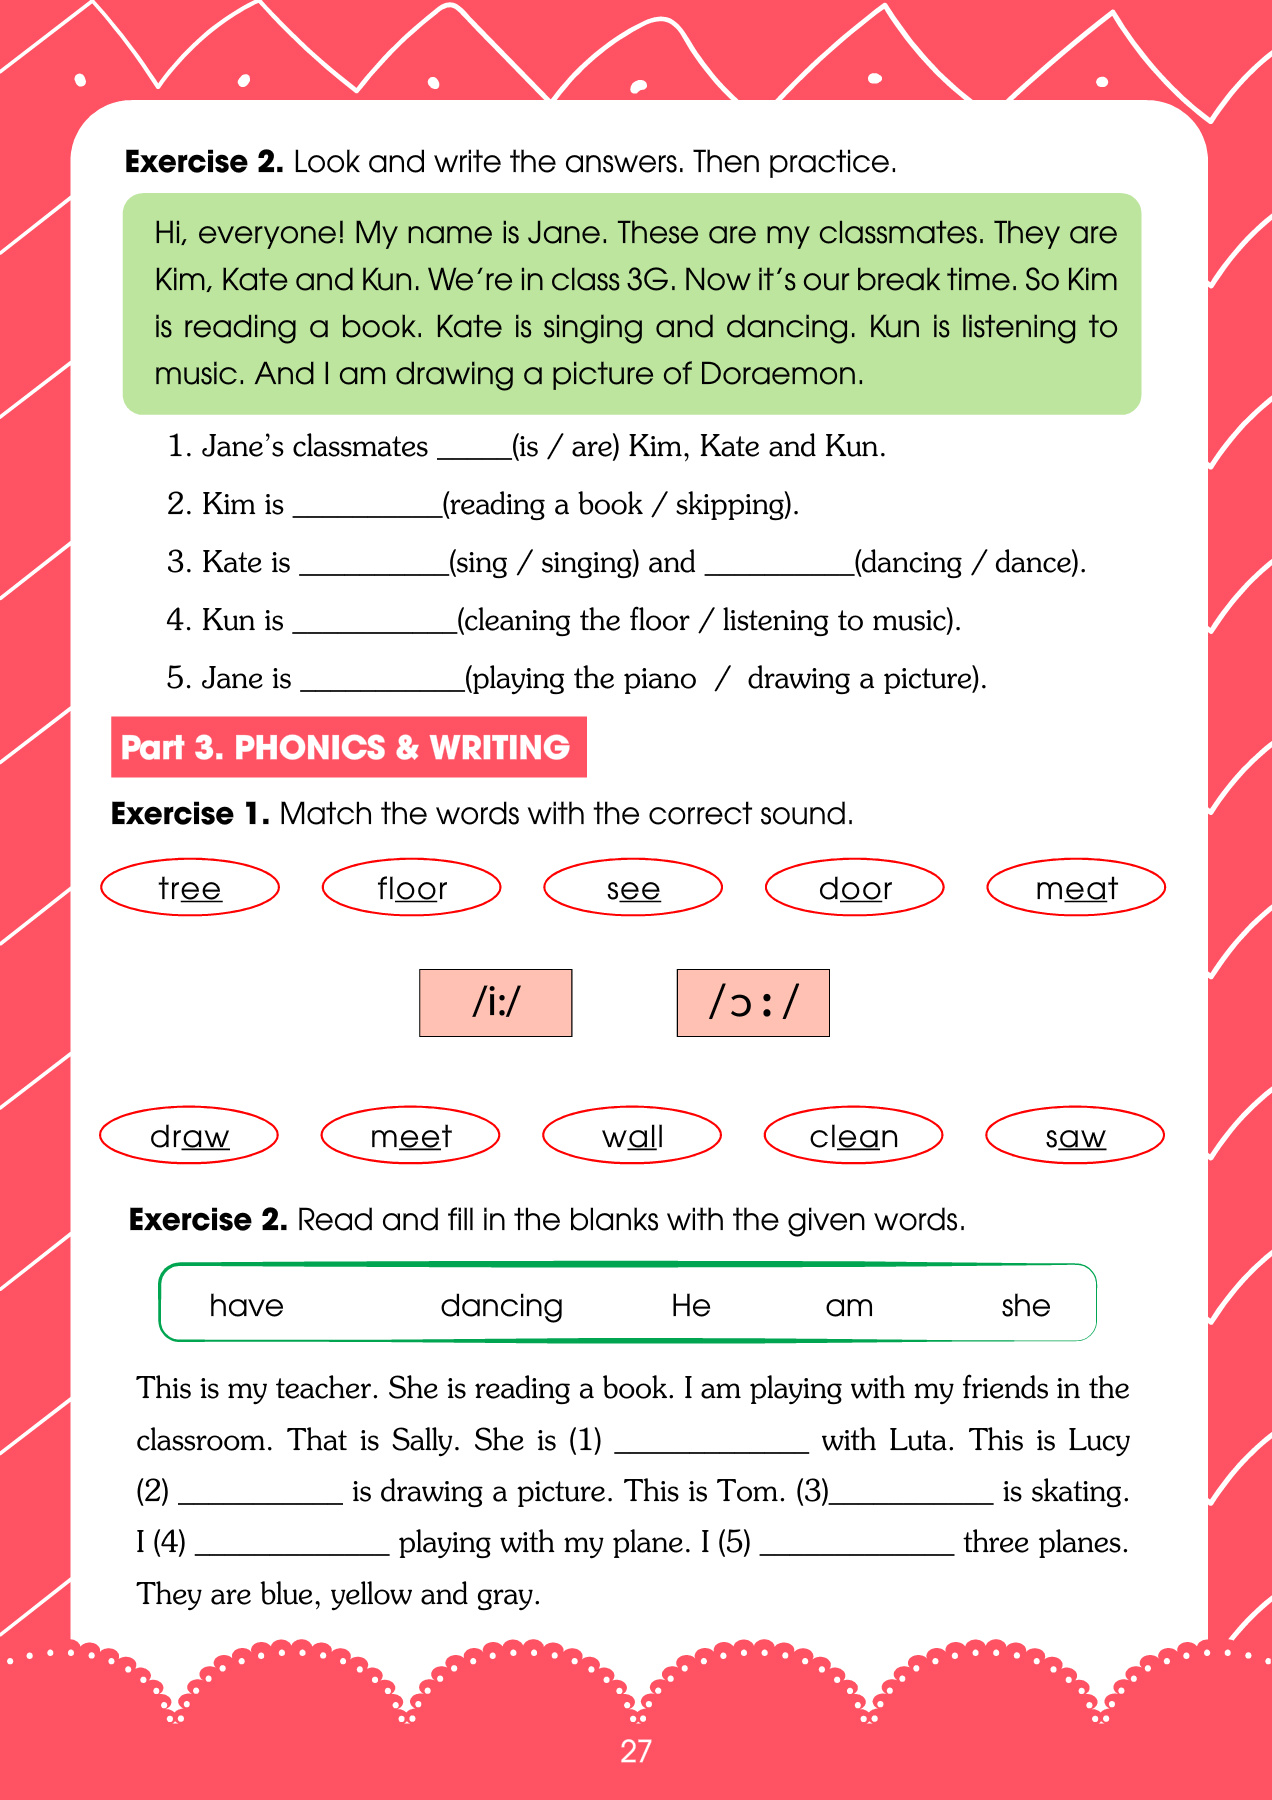 Exercise 2. Look and write the answers. Then practice.
Hi, everyone! My name is Jane. These are my classmates. They are
Kim, Kate and Kun. We’re in class 3G. Now it’s our break time. So Kim
is reading a book. Kate is singing and dancing. Kun is listening to
music. And I am drawing a picture of Doraemon.
1. Jane’s classmates _____(is / are) Kim, Kate and Kun.
2. Kim is __________(reading a book / skipping).
3. Kate is __________(sing / singing) and __________(dancing / dance).
4. Kun is ___________(cleaning the floor / listening to music).
5. Jane is ___________(playing the piano / drawing a picture).
Part 3. PHONICS & WRITING
Exercise 1. Match the words with the correct sound.
tree floor see door meat
/i:/ /ɔ:/
draw meet wall clean saw
Exercise 2. Read and fill in the blanks with the given words.
have dancing He am she
This is my teacher. She is reading a book. I am playing with my friends in the
classroom. That is Sally. She is (1) _____________ with Luta. This is Lucy
(2) ___________ is drawing a picture. This is Tom. (3)___________ is skating.
I (4) _____________ playing with my plane. I (5) _____________ three planes.
They are blue, yellow and gray.
27